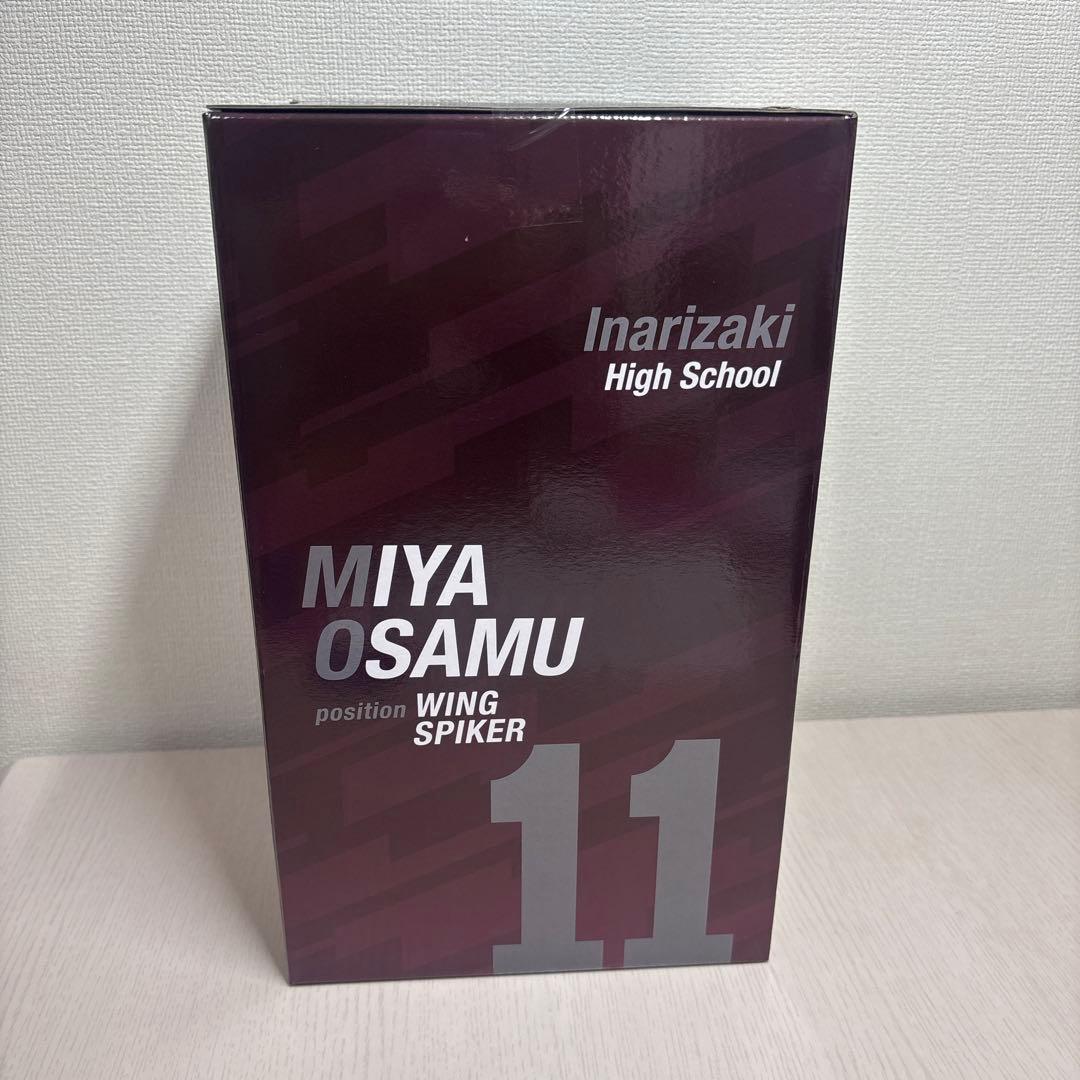 Inarizaki
High School
MIYA
OSAMU
position WING
SPIKER
11